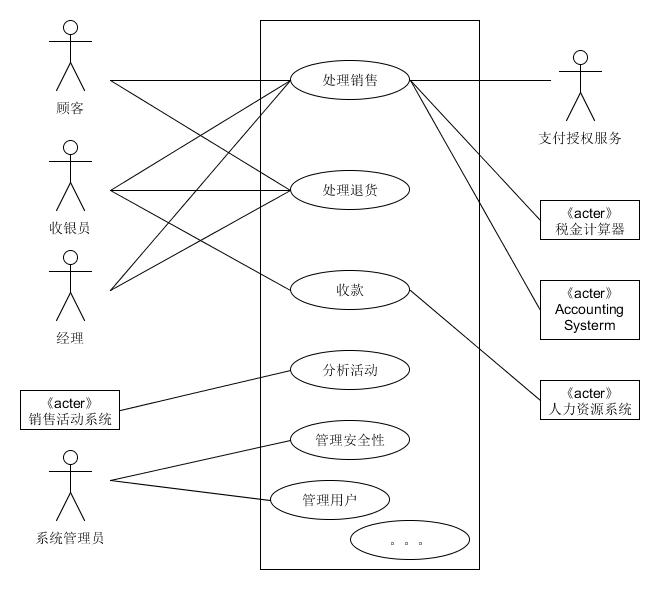 顾客
收银员
经理
《acter》
销售活动系统
系统管理员
处理销售
处理退货
收款
分析活动
管理安全性
管理用户
。。。
支付授权服务
《acter》
税金计算器
《acter》
Accounting
Systerm
《acter》
人力资源系统